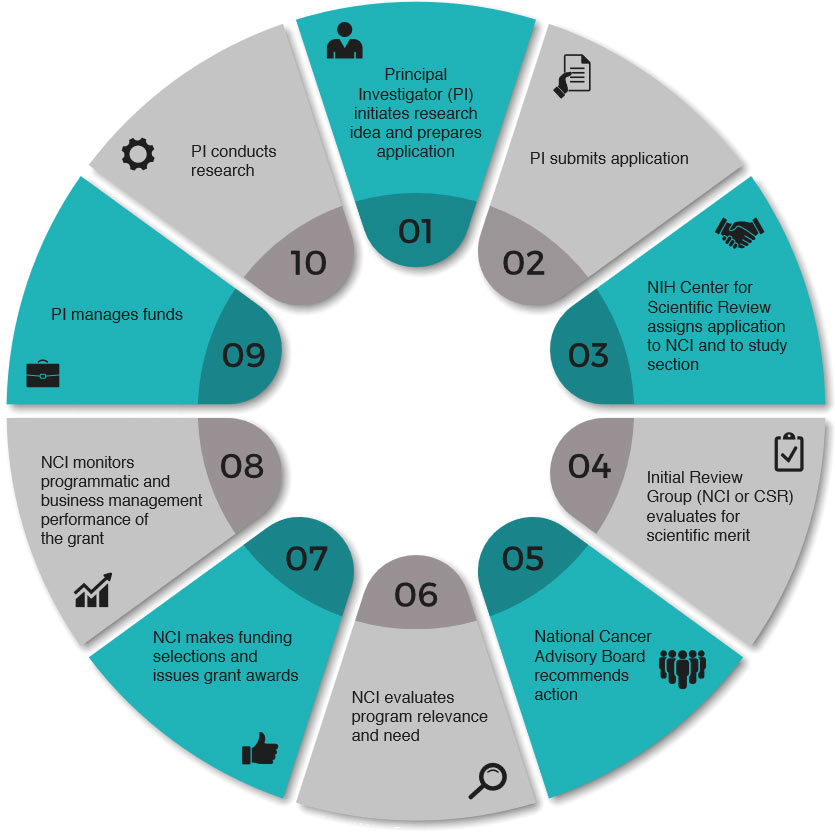 01
Principal
Investigator (PI)
initiates research
idea and prepares
application
02
PI submits application
03
NIH Center for
Scientific Review
assigns application
to NCI and to study
section
04
Initial Review
Group (NCI or CSR)
evaluates for
scientific merit
05
National Cancer
Advisory Board
recommends
action
06
NCI evaluates
program relevance
and need
07
NCI makes funding
selections and
issues grant awards
08
NCI monitors
programmatic and
business management
performance of
the grant
09
PI manages funds
10
PI conducts
research